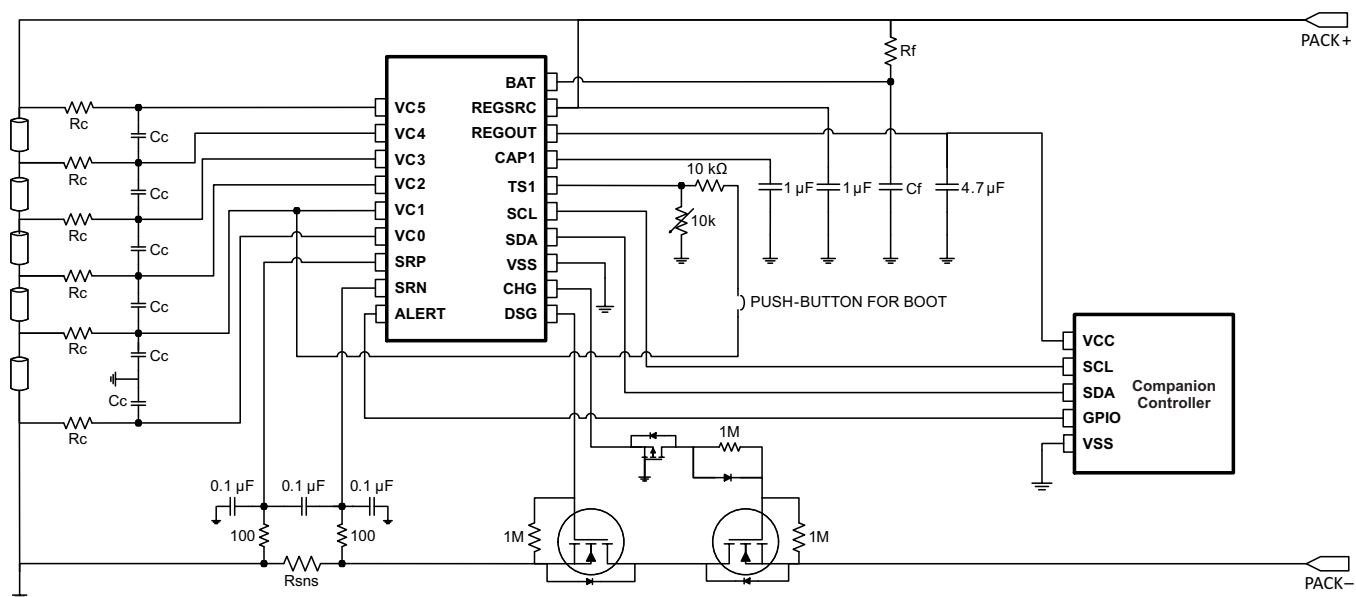 PACK+
Rf
BAT
VC5
REGSRC
Rc
Cc
VC4
REGOUT
Rc
VC3
CAP1
10 kΩ
Cc
VC2
TS1
1 µF
1 µF
Cf
4.7 µF
Rc
VC1
SCL
10k
Cc
VC0
SDA
Rc
SRP
VSS
SRN
CHG
Cc
PUSH-BUTTON FOR BOOT
ALERT
DSG
Rc
VCC
Cc
SCL
SDA
Companion
Controller
Cc
GPIO
Rc
VSS
1M
0.1 µF
0.1 µF
0.1 µF
100
100
1M
1M
Rsns
PACK–